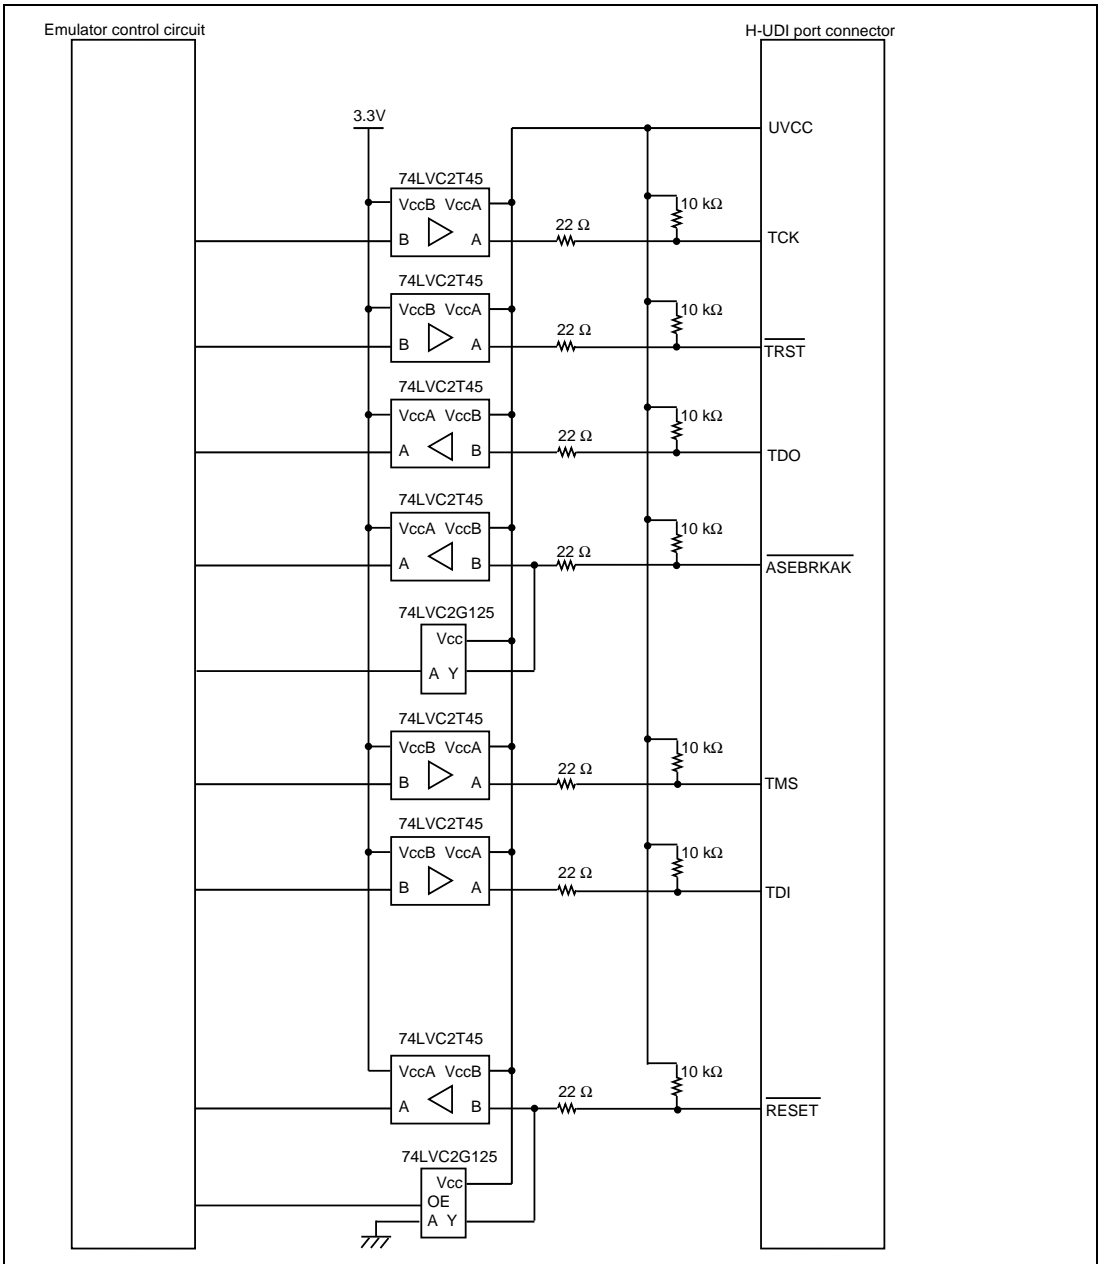 Emulator control circuit
H-UDI port connector
3.3V
UVCC
74LVC2T45
VccB VccA
B A
22 Ω
10 kΩ
TCK
74LVC2T45
VccB VccA
B A
22 Ω
10 kΩ
TRST
74LVC2T45
VccA VccB
A B
22 Ω
10 kΩ
TDO
74LVC2T45
VccA VccB
A B
22 Ω
10 kΩ
ASEBRKAK
74LVC2G125
Vcc
A Y
74LVC2T45
VccB VccA
B A
22 Ω
10 kΩ
TMS
74LVC2T45
VccB VccA
B A
22 Ω
10 kΩ
TDI
74LVC2T45
VccA VccB
A B
22 Ω
10 kΩ
RESET
74LVC2G125
Vcc
OE
A Y